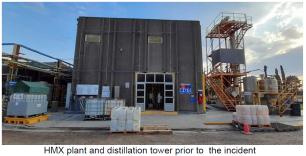 HMX plant and distillation tower prior to the incident